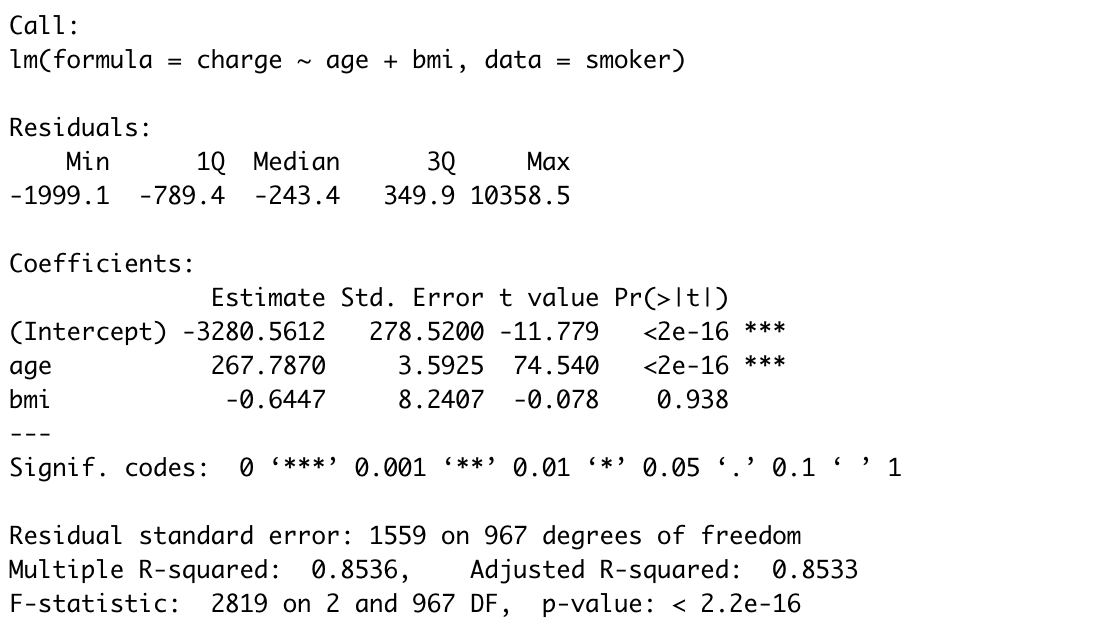 Call:
lm(formula = charge ~ age + bmi, data = smoker)
Residuals:
Min 1Q Median 3Q Max
-1999.1 -789.4 -243.4 349.9 10358.5
Coefficients:
Estimate Std. Error t value Pr(>|t|)
(Intercept) -3280.5612 278.5200 -11.779 <2e-16 ***
age 267.7870 3.5925 74.540 <2e-16 ***
bmi -0.6447 8.2407 -0.078 0.938
---
Signif. codes: 0 ‘***’ 0.001 ‘**’ 0.01 ‘*’ 0.05 ‘.’ 0.1 ‘ ’ 1
Residual standard error: 1559 on 967 degrees of freedom
Multiple R-squared: 0.8536, Adjusted R-squared: 0.8533
F-statistic: 2819 on 2 and 967 DF, p-value: < 2.2e-16